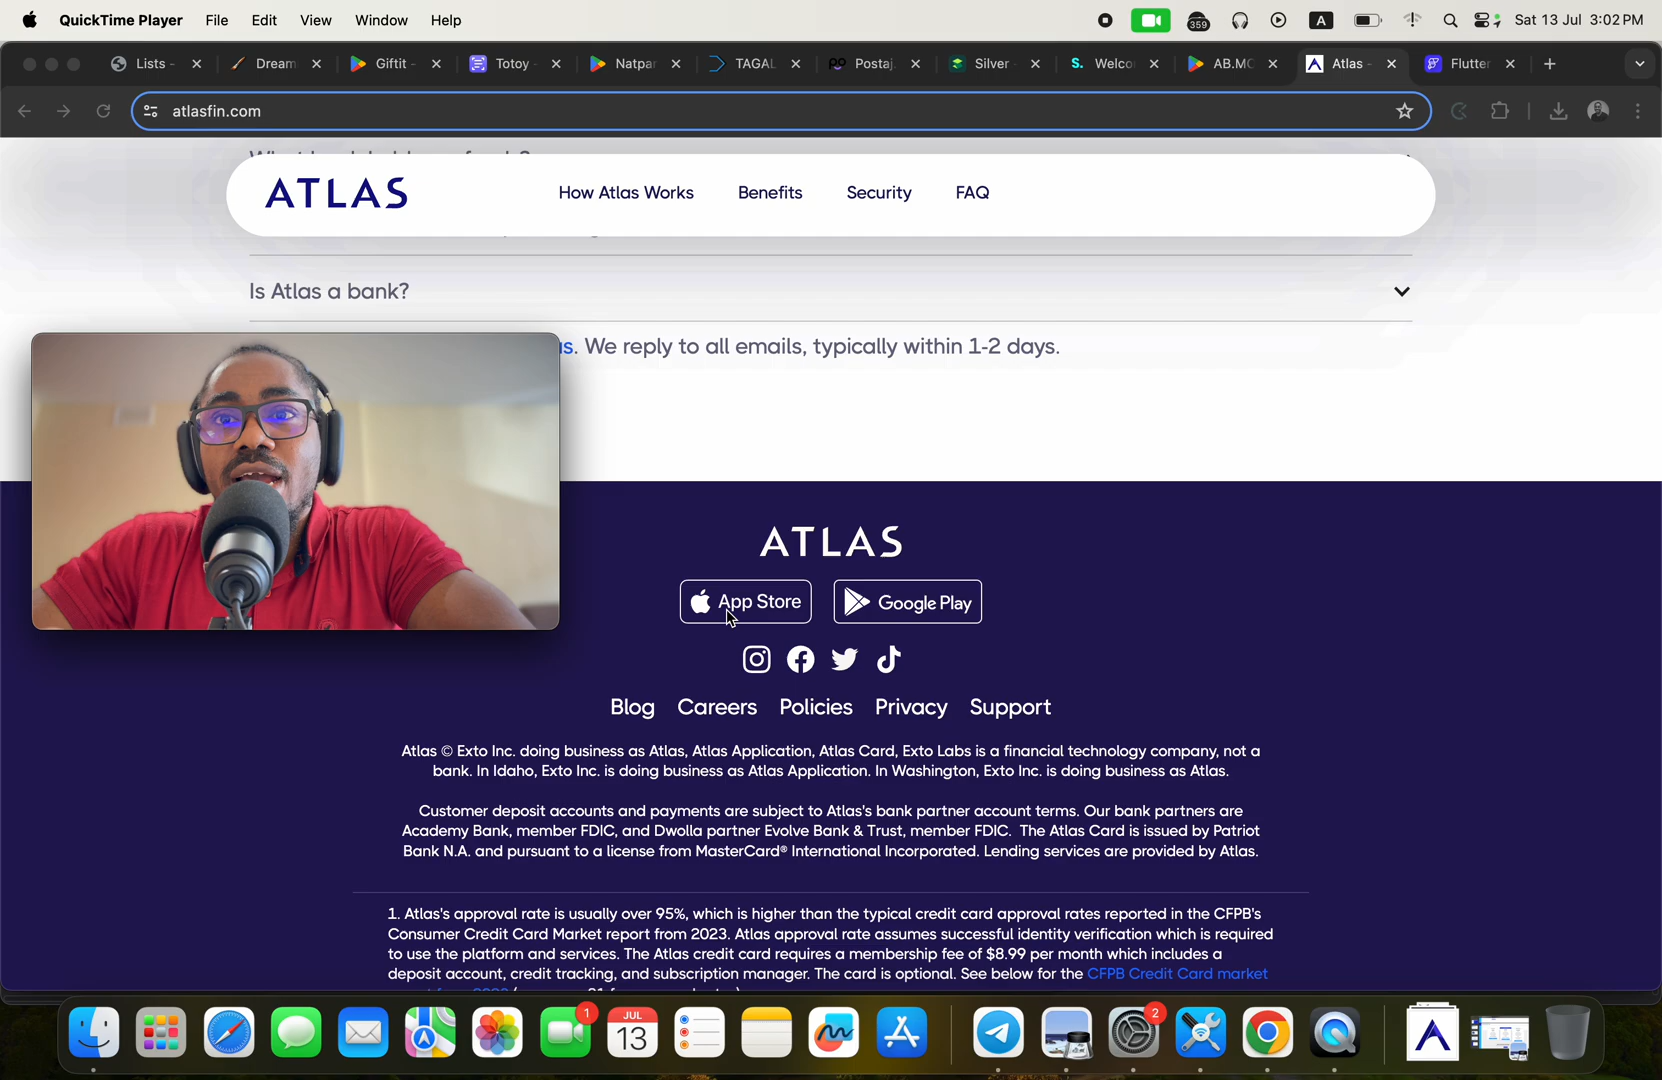 QuickTime Player File Edit View Window Help 359 A Sat 13 Jul 3:02 PM
Lists - Dream Giftit - Totoy - Natpar TAGAL Postaj. Silver S. Welco AB.MC Atlas - Flutter
atlasfin.com
ATLAS How Atlas Works Benefits Security FAQ
Is Atlas a bank?
us. We reply to all emails, typically within 1-2 days.
ATLAS
App Store Google Play
Blog Careers Policies Privacy Support
Atlas © Exto Inc. doing business as Atlas, Atlas Application, Atlas Card, Exto Labs is a financial technology company, not a
bank. In Idaho, Exto Inc. is doing business as Atlas Application. In Washington, Exto Inc. is doing business as Atlas.
Customer deposit accounts and payments are subject to Atlas's bank partner account terms. Our bank partners are
Academy Bank, member FDIC, and Dwolla partner Evolve Bank & Trust, member FDIC. The Atlas Card is issued by Patriot
Bank N.A. and pursuant to a license from MasterCard® International Incorporated. Lending services are provided by Atlas.
1. Atlas's approval rate is usually over 95%, which is higher than the typical credit card approval rates reported in the CFPB's
Consumer Credit Card Market report from 2023. Atlas approval rate assumes successful identity verification which is required
to use the platform and services. The Atlas credit card requires a membership fee of $8.99 per month which includes a
deposit account, credit tracking, and subscription manager. The card is optional. See below for the CFPB Credit Card market
1 JUL 13 2